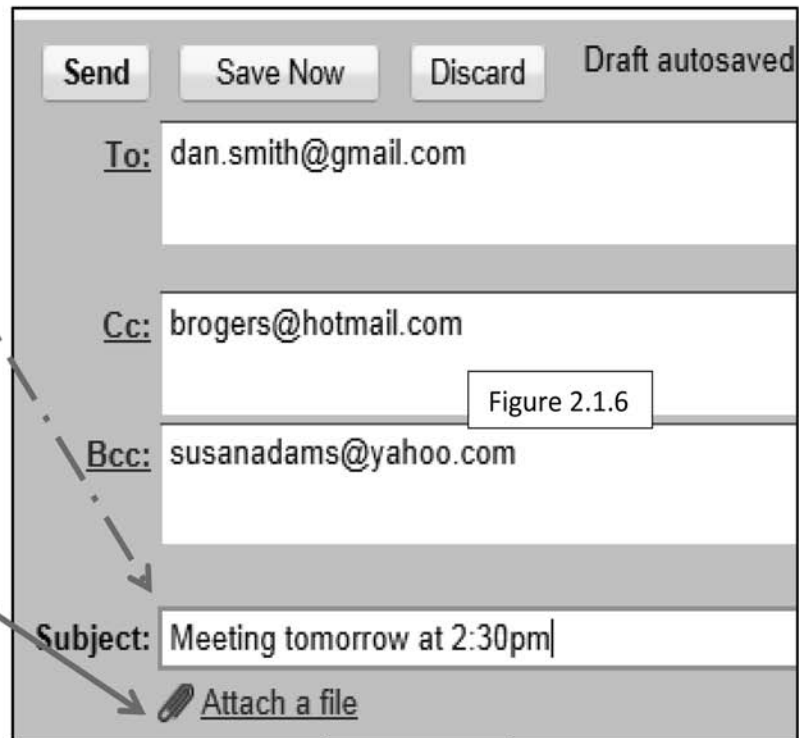 Send Save Now Discard Draft autosaved
To: dan.smith@gmail.com
Cc: brogers@hotmail.com
Figure 2.1.6
Bcc: susanadams@yahoo.com
Subject: Meeting tomorrow at 2:30pm
Attach a file